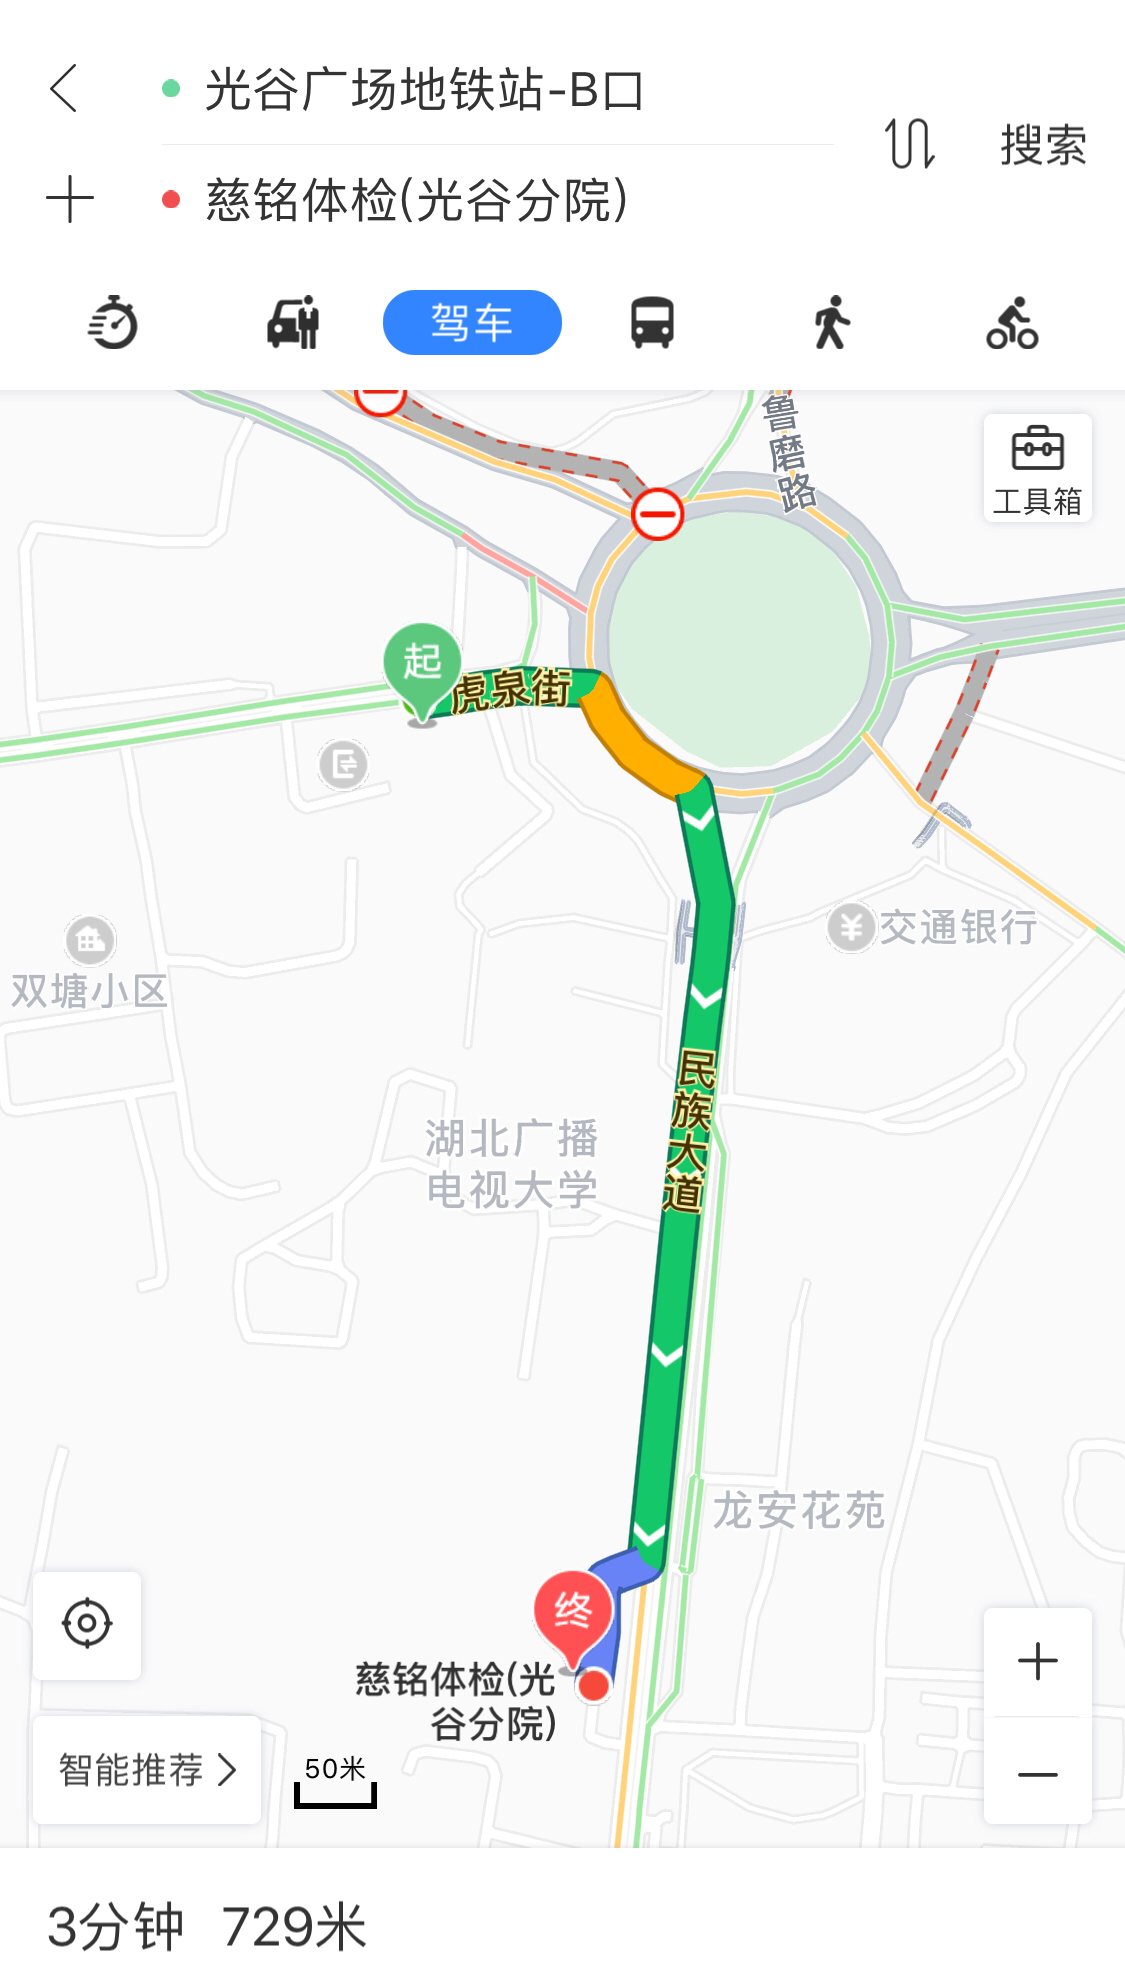 光谷广场地铁站-B口
搜索
慈铭体检(光谷分院)
驾车
鲁磨路
工具箱
起
虎泉街
交通银行
双塘小区
民族大道
湖北广播
电视大学
龙安花苑
终
慈铭体检(光
谷分院)
智能推荐
50米
3分钟 729米